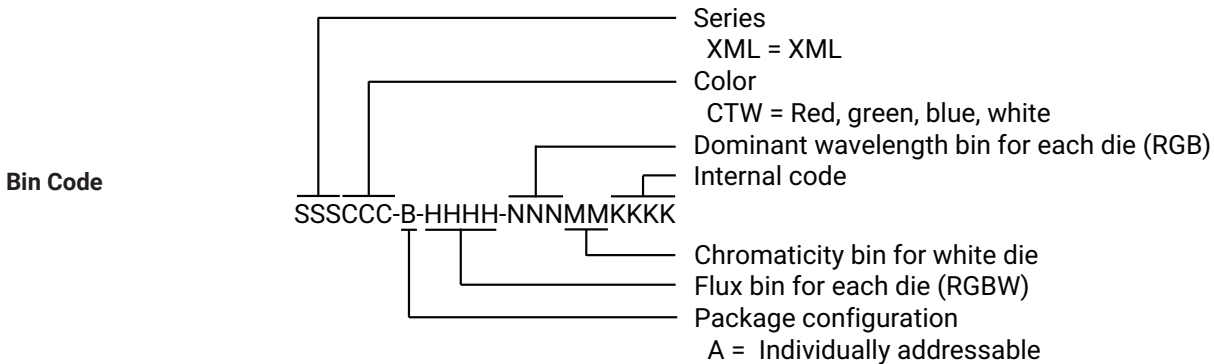 Series
XML = XML
Color
CTW = Red, green, blue, white
Dominant wavelength bin for each die (RGB)
Internal code
Bin Code
SSSCCC-B-HHHH-NNNMMKKKK
Chromaticity bin for white die
Flux bin for each die (RGBW)
Package configuration
A = Individually addressable